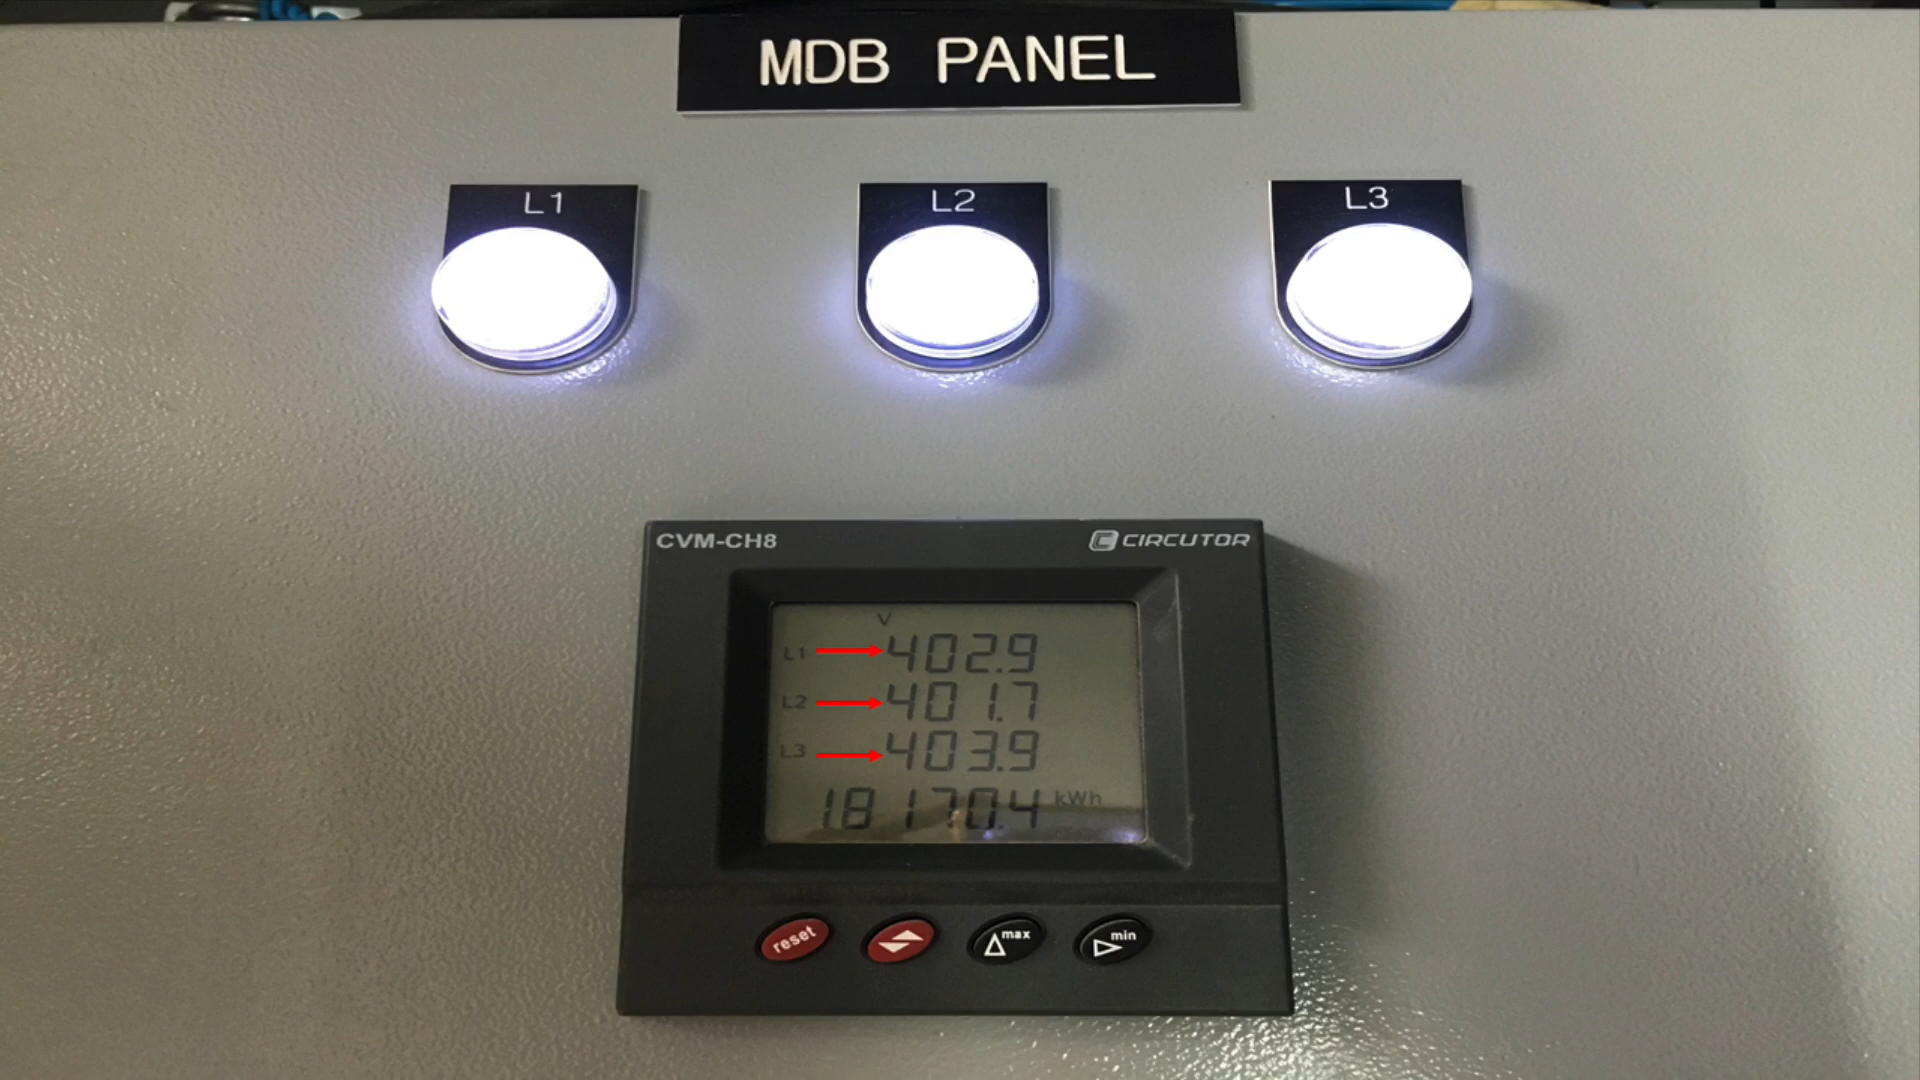 MDB PANEL
L1 L2 L3
CVM-CH8 CIRCUTOR
V
L1 402.9
L2 401.7
L3 403.9
18170.4 kWh
reset max min